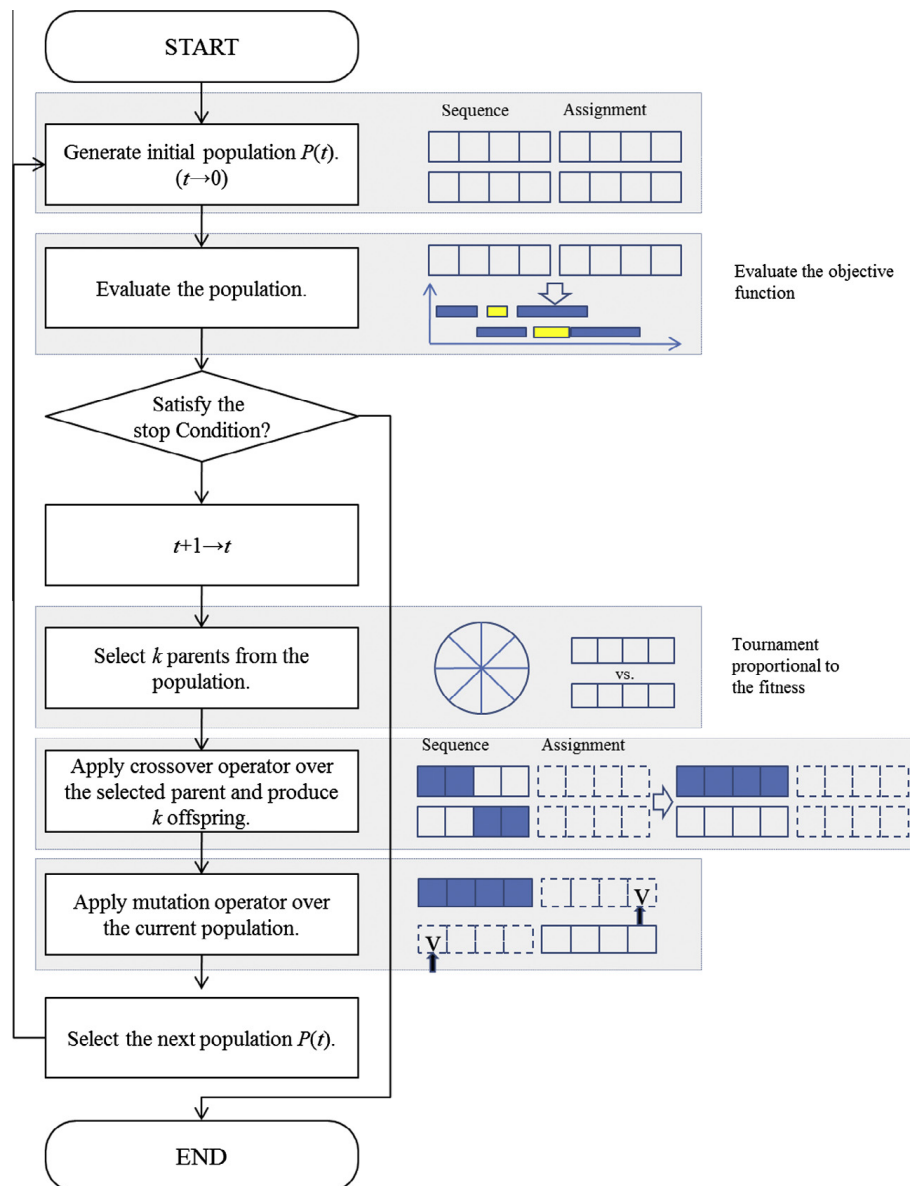 START
Sequence Assignment
Generate initial population P(t).
(t→0)
Evaluate the population.
Evaluate the objective
function
Satisfy the
stop Condition?
t+1→t
Select k parents from the
population.
vs.
Tournament
proportional to
the fitness
Sequence Assignment
Apply crossover operator over
the selected parent and produce
k offspring.
Apply mutation operator over
the current population.
V
V
Select the next population P(t).
END